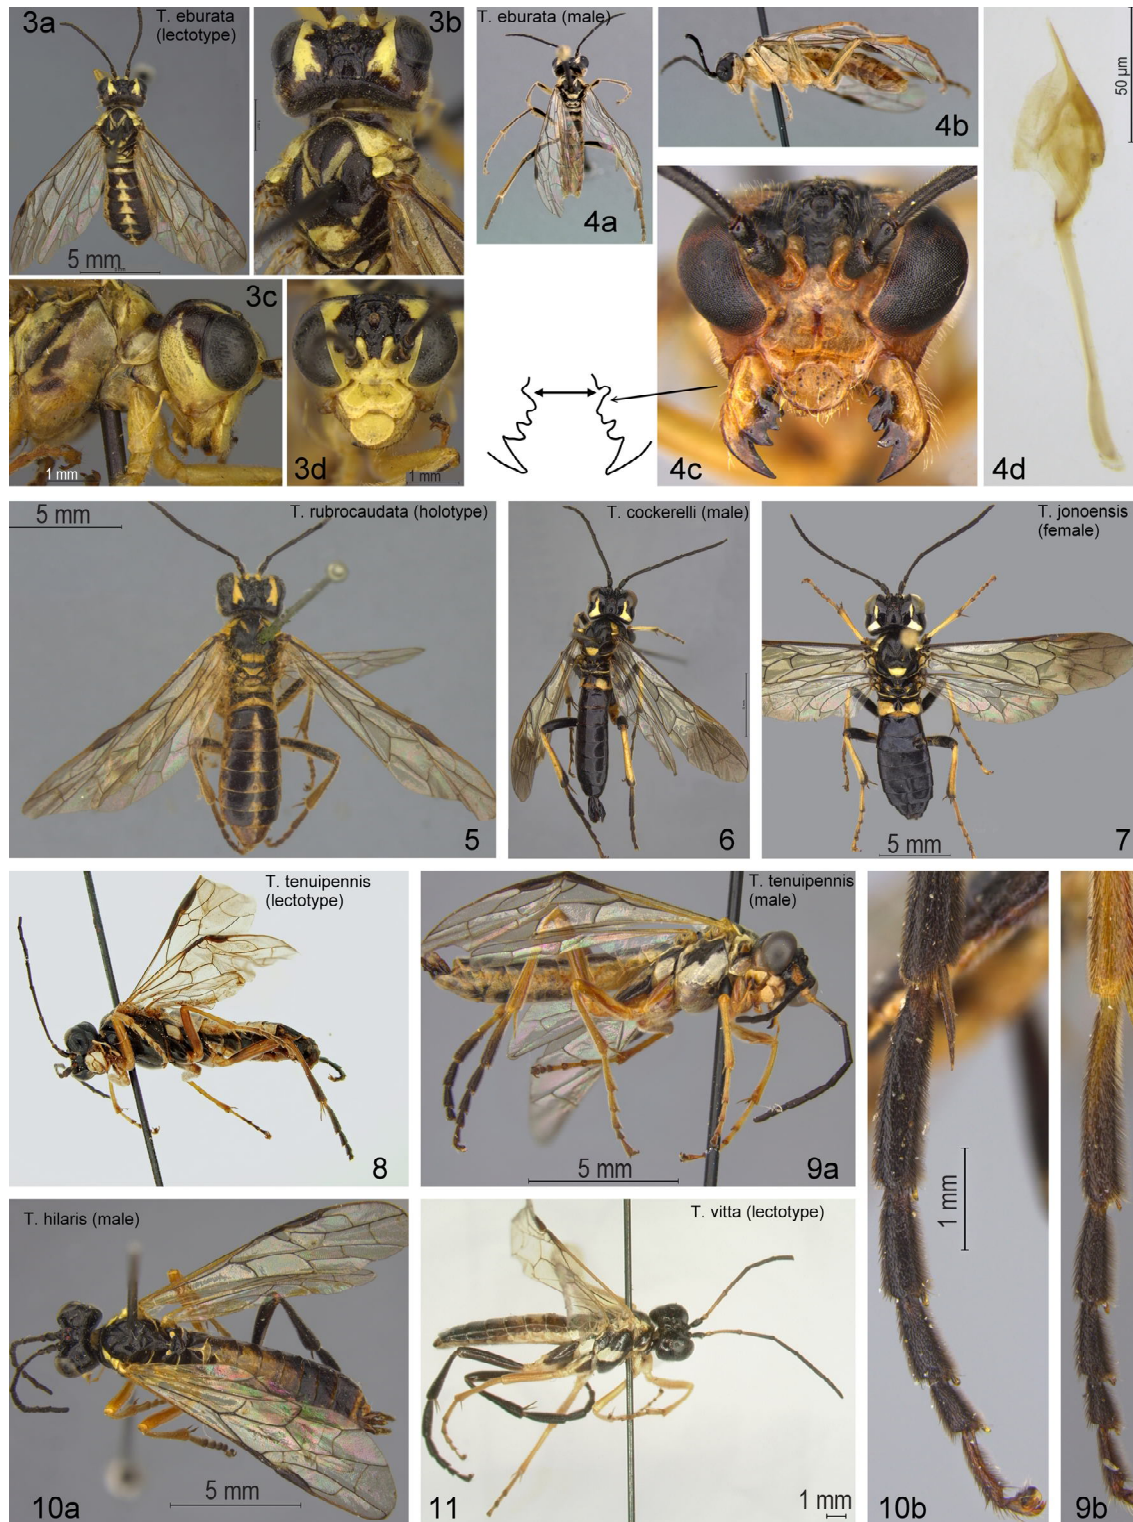 3a
T. eburata
(lectotype)
5 mm
3b
T. eburata (male)
4a
4b
50 µm
4d
3c
1 mm
3d
1 mm
4c
5 mm
T. rubrocaudata (holotype)
5
T. cockerelli (male)
6
T. jonoensis
(female)
5 mm
7
T. tenuipennis
(lectotype)
8
T. tenuipennis
(male)
5 mm
9a
1 mm
10b
9b
T. hilaris (male)
5 mm
10a
T. vitta (lectotype)
11
1 mm